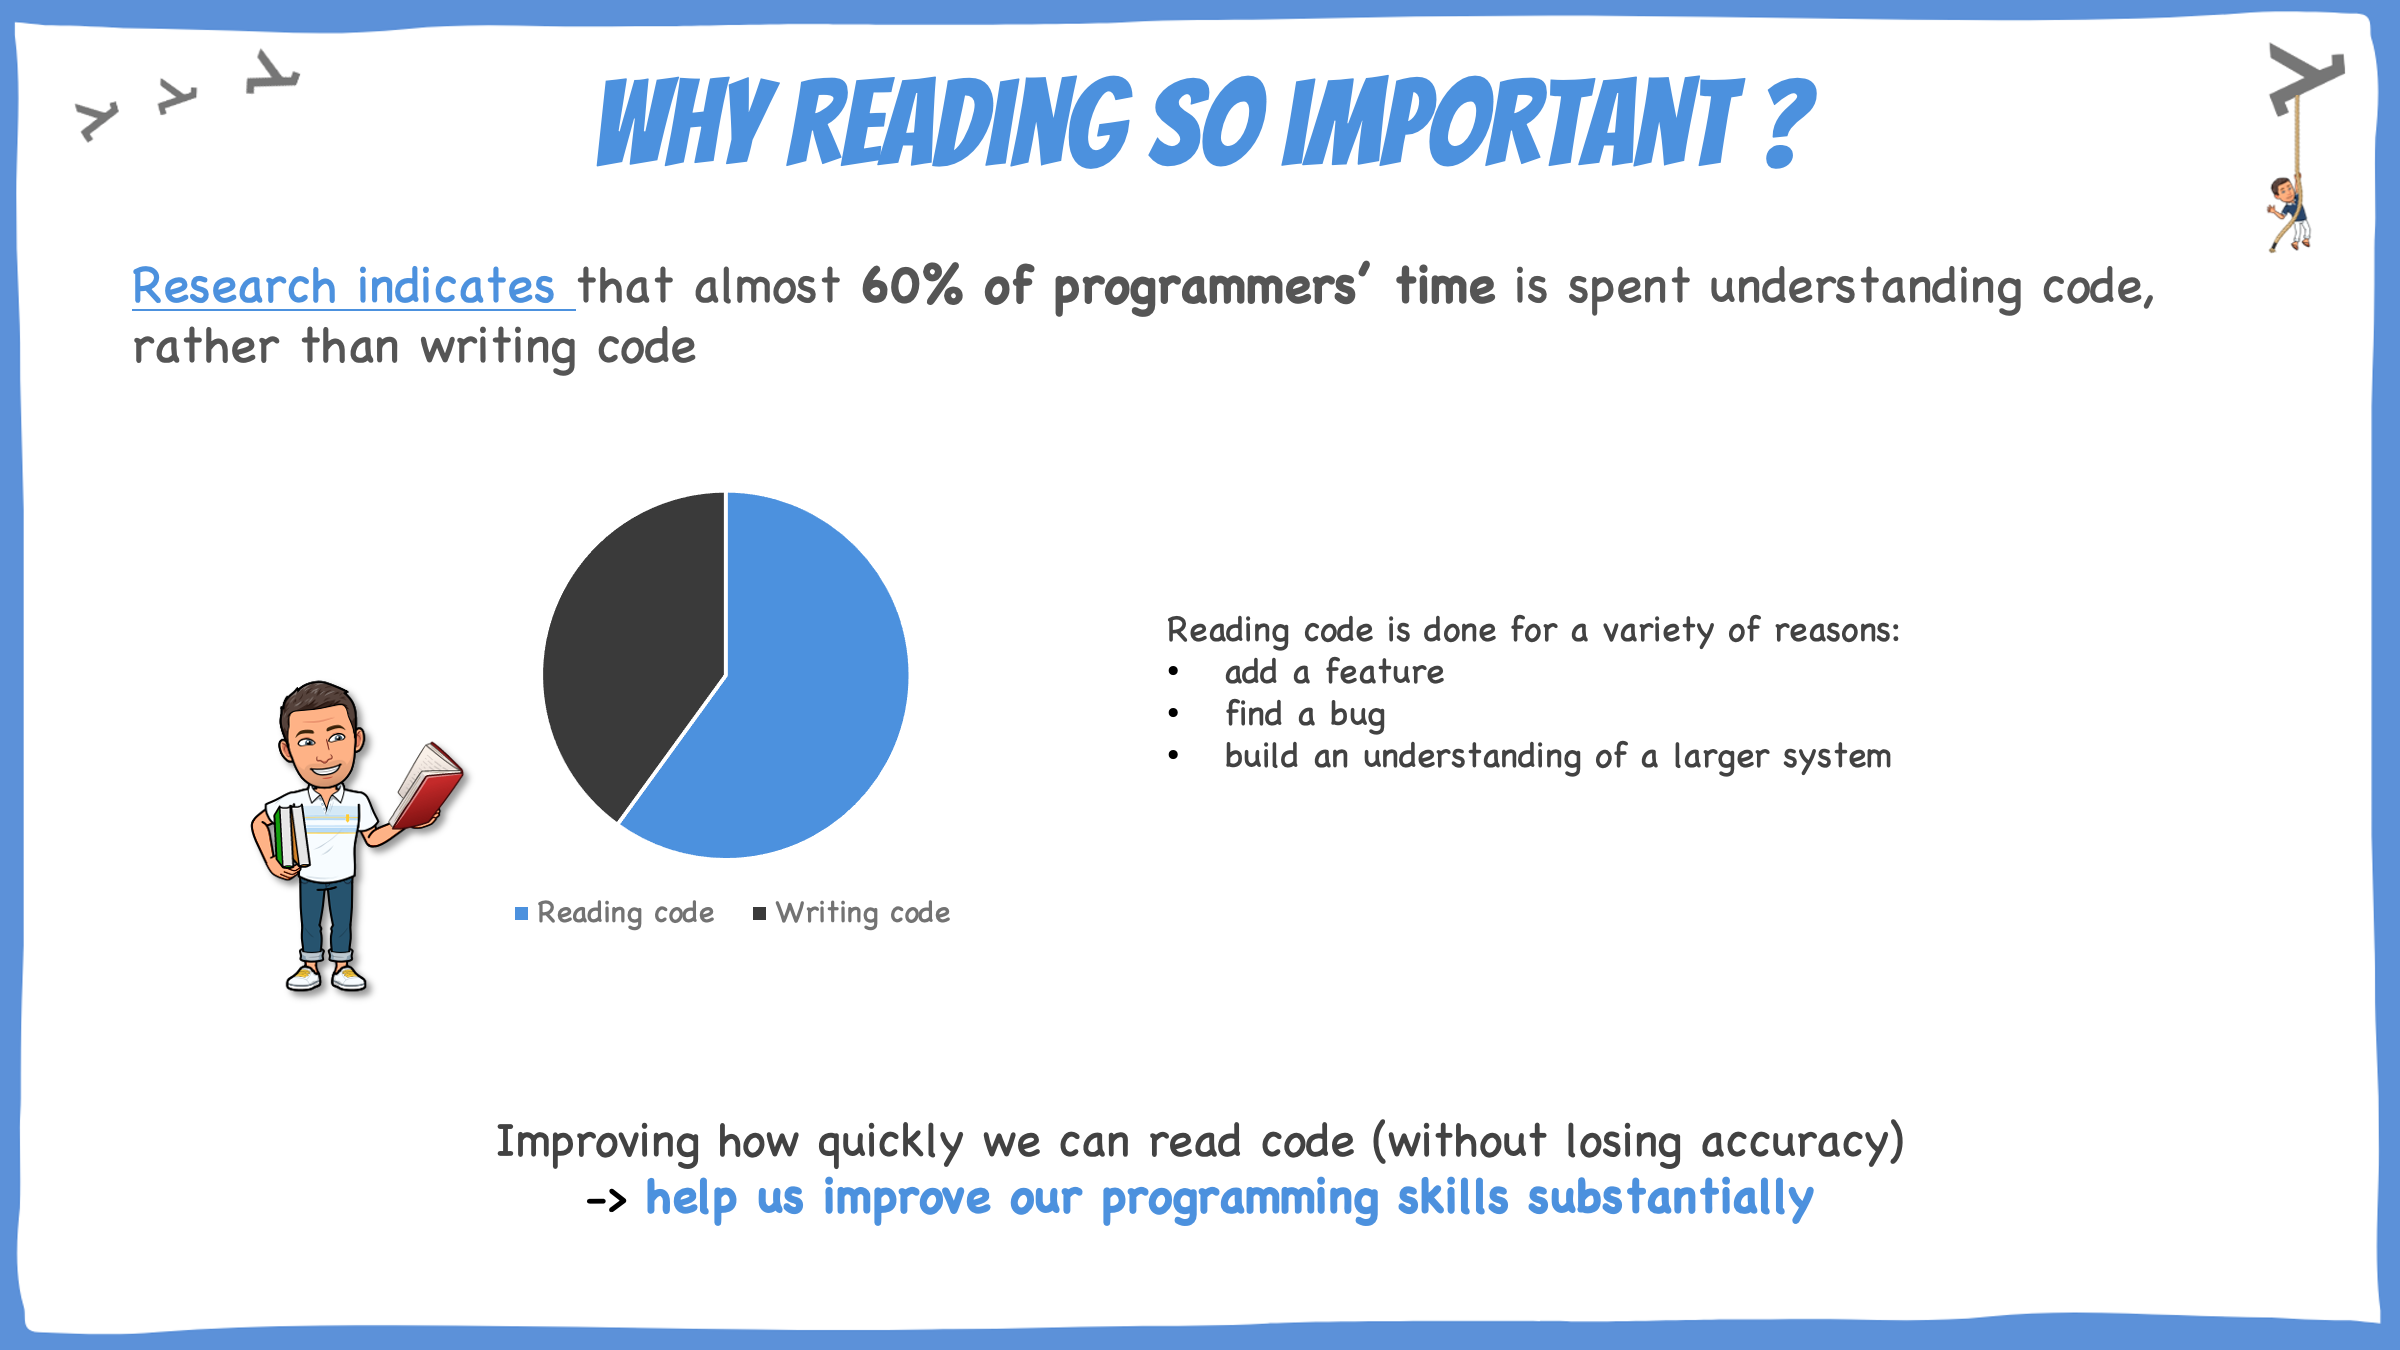 WHY READING SO IMPORTANT ?
Research indicates that almost 60% of programmers’ time is spent understanding code,
rather than writing code
Reading code is done for a variety of reasons:
• add a feature
• find a bug
• build an understanding of a larger system
Reading code Writing code
Improving how quickly we can read code (without losing accuracy)
-> help us improve our programming skills substantially